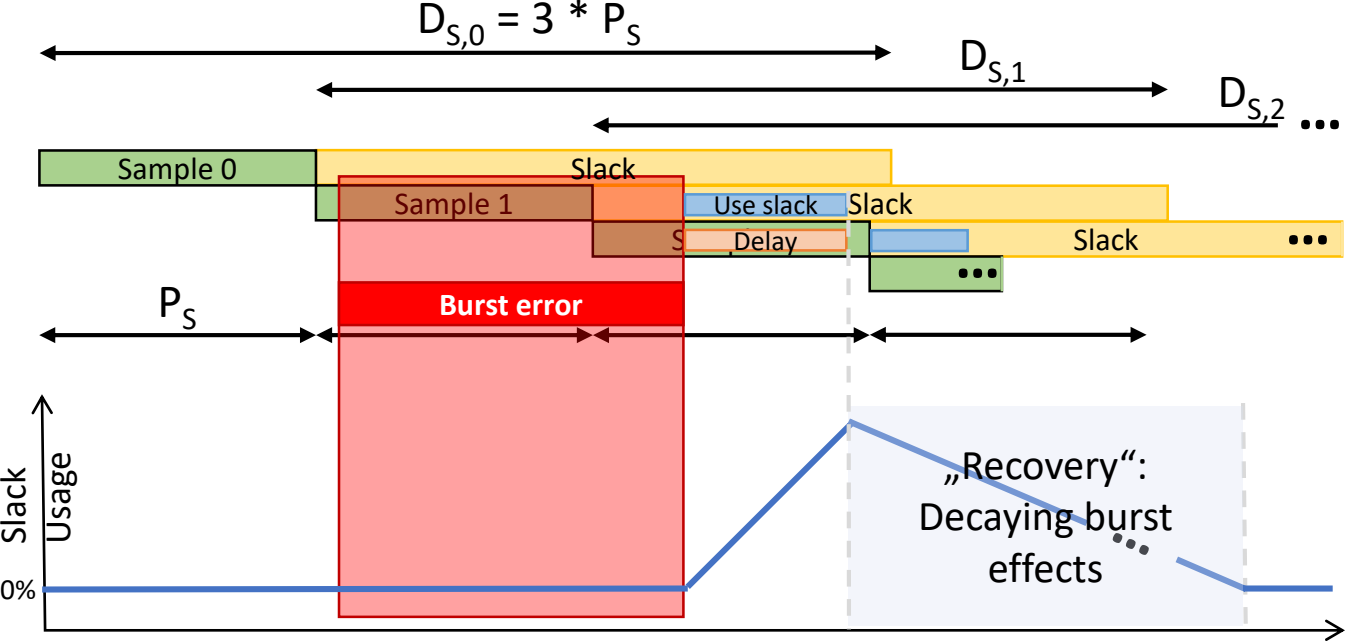 D_S,0 = 3 * P_S
D_S,1
D_S,2 •••
Sample 0
Slack
Sample 1
Use slack
Slack
S
Delay
Slack
•••
•••
Burst error
P_S
Slack
Usage
„Recovery“:
Decaying burst
effects
•••
0%